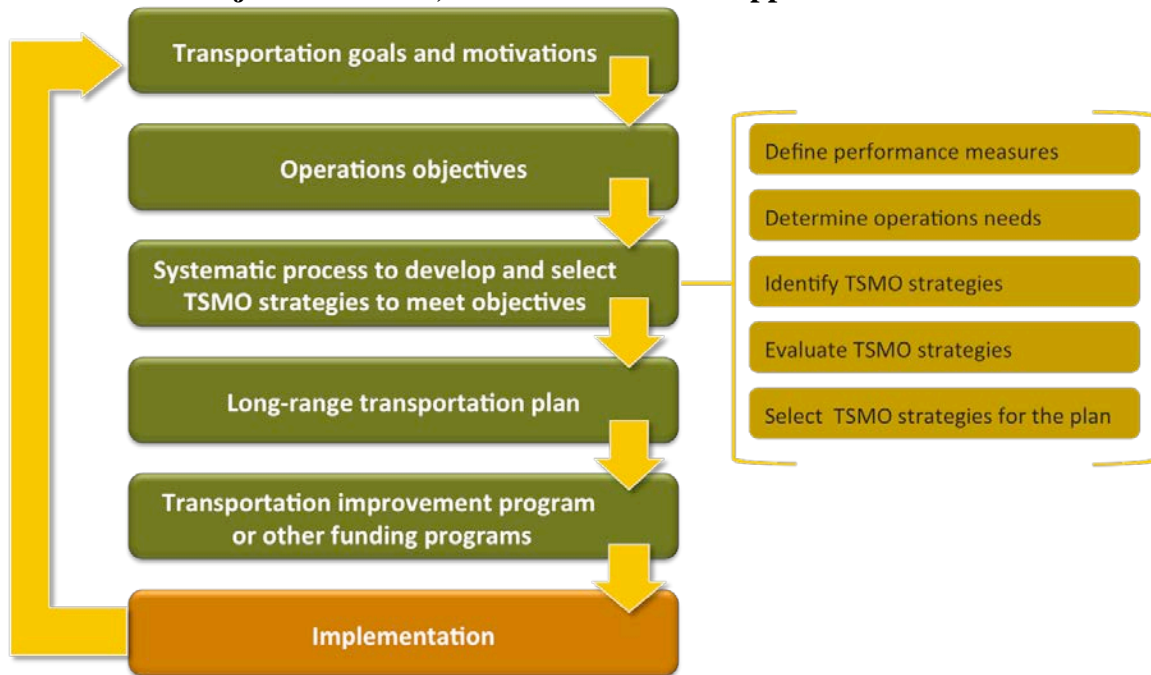 Transportation goals and motivations
Operations objectives
Systematic process to develop and select
TSMO strategies to meet objectives
Define performance measures
Determine operations needs
Identify TSMO strategies
Evaluate TSMO strategies
Select TSMO strategies for the plan
Long-range transportation plan
Transportation improvement program
or other funding programs
Implementation